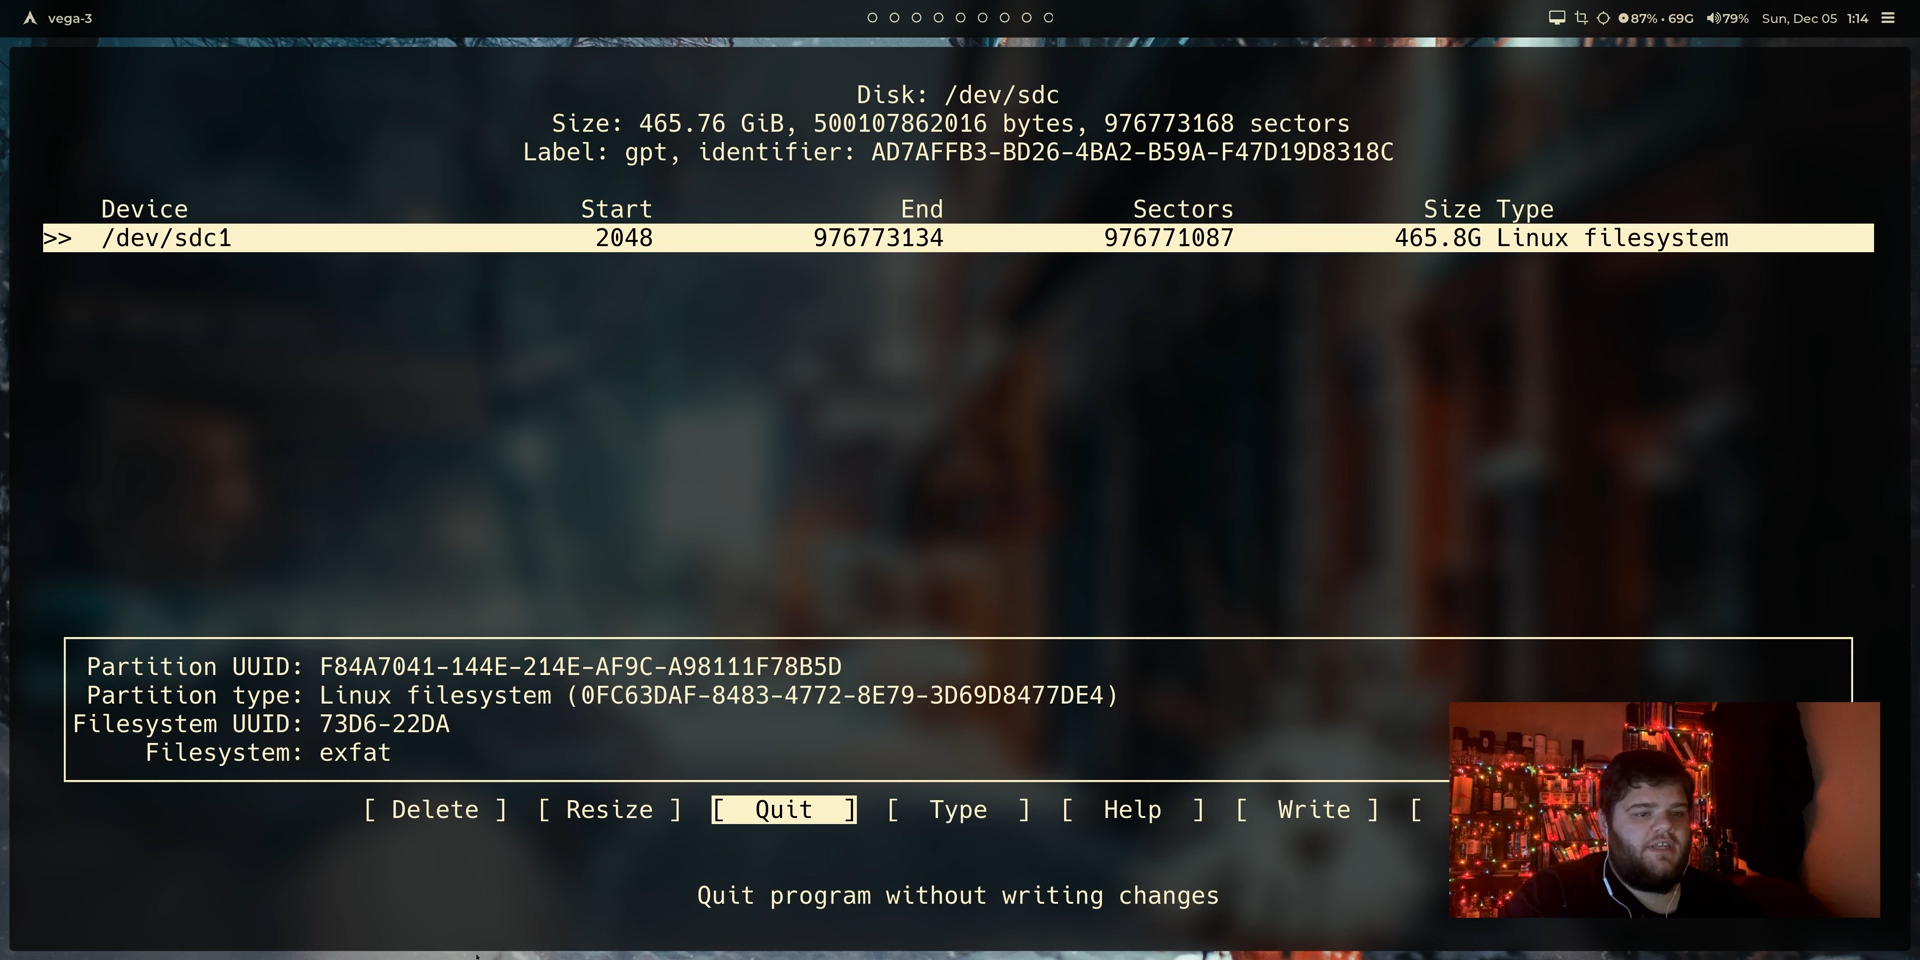 vega-3
87% • 69G
79%
Sun, Dec 05
1:14
Disk: /dev/sdc
Size: 465.76 GiB, 500107862016 bytes, 976773168 sectors
Label: gpt, identifier: AD7AFFB3-BD26-4BA2-B59A-F47D19D8318C
Device Start End Sectors Size Type
>> /dev/sdc1 2048 976773134 976771087 465.8G Linux filesystem
Partition UUID: F84A7041-144E-214E-AF9C-A98111F78B5D
Partition type: Linux filesystem (0FC63DAF-8483-4772-8E79-3D69D8477DE4)
Filesystem UUID: 73D6-22DA
Filesystem: exfat
[ Delete ] [ Resize ] [ Quit ] [ Type ] [ Help ] [ Write ] [
Quit program without writing changes